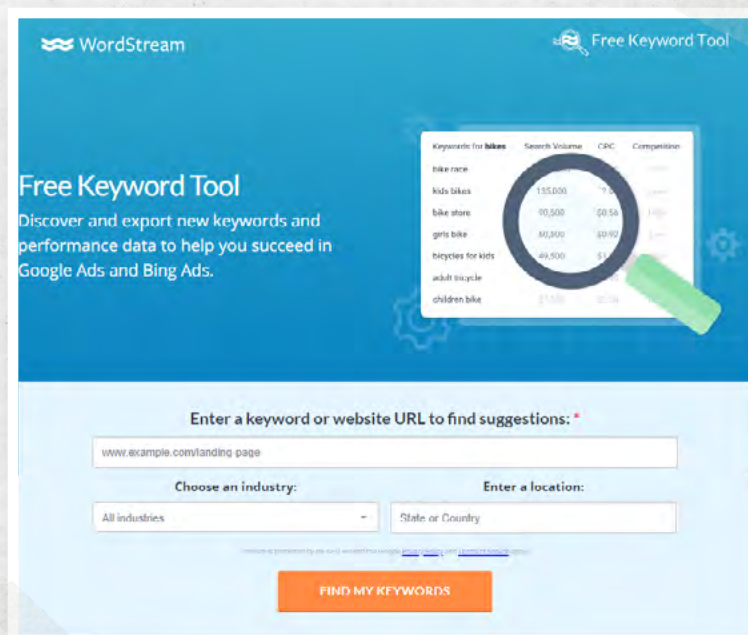 WordStream
Free Keyword Tool
Keywords for bikes Search Volume CPC Competition
bike race
kids bikes 135,000
bike store 90,500 $0.56
girls bike 60,500 $0.92
bicycles for kids 49,500
adult tricycle
children bike
Free Keyword Tool
Discover and export new keywords and
performance data to help you succeed in
Google Ads and Bing Ads.
Enter a keyword or website URL to find suggestions: *
www.example.com/landing-page
Choose an industry: Enter a location:
All industries State or Country
FIND MY KEYWORDS